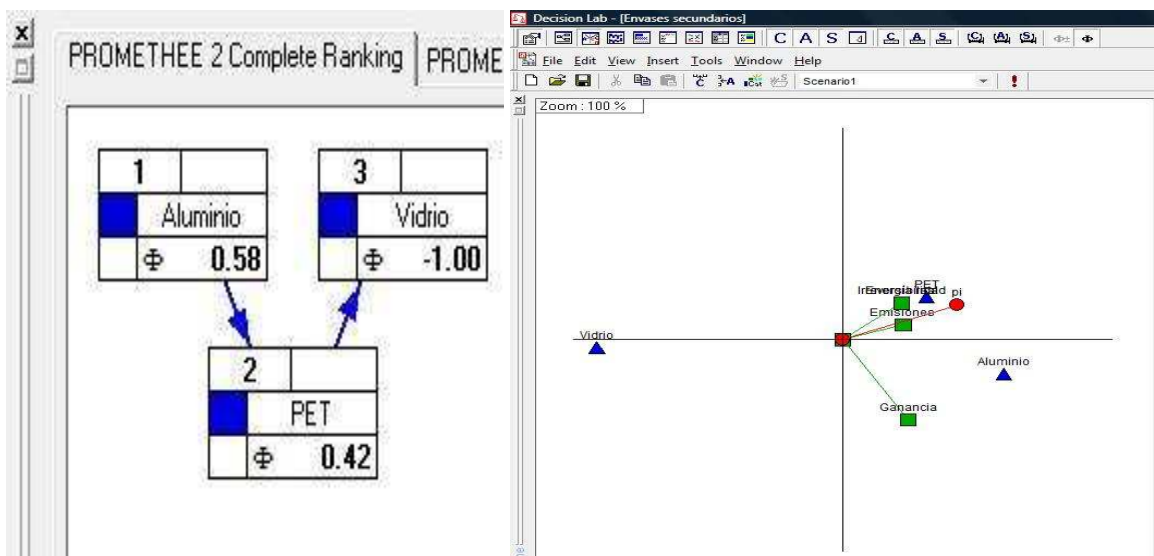 PROMETHEE 2 Complete Ranking
PROME
1
Aluminio
Φ 0.58
3
Vidrio
Φ -1.00
2
PET
Φ 0.42
Decision Lab - [Envases secundarios]
C A S
File Edit View Insert Tools Window Help
Scenario1
Zoom : 100 %
PET
pi
Emisiones
Vidrio
Aluminio
Ganancia